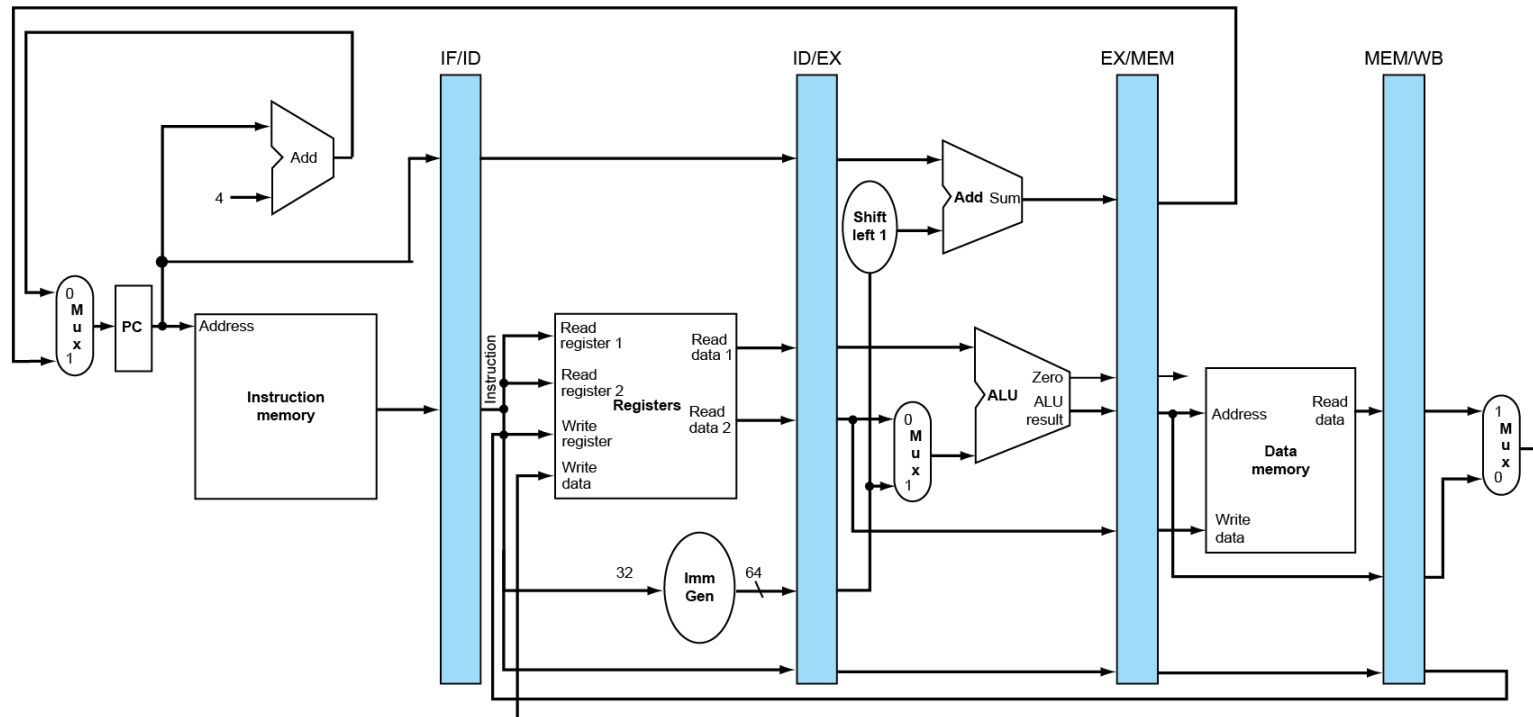 IF/ID
ID/EX
EX/MEM
MEM/WB
Add
4
Shift
left 1
Add Sum
0
M
u
x
1
PC
Address
Instruction
memory
Instruction
Read
register 1
Read
register 2
Write
register
Write
data
Registers
Read
data 1
Read
data 2
0
M
u
x
1
Zero
ALU
ALU
result
Address
Read
data
Data
memory
Write
data
1
M
u
x
0
32
Imm
Gen
64